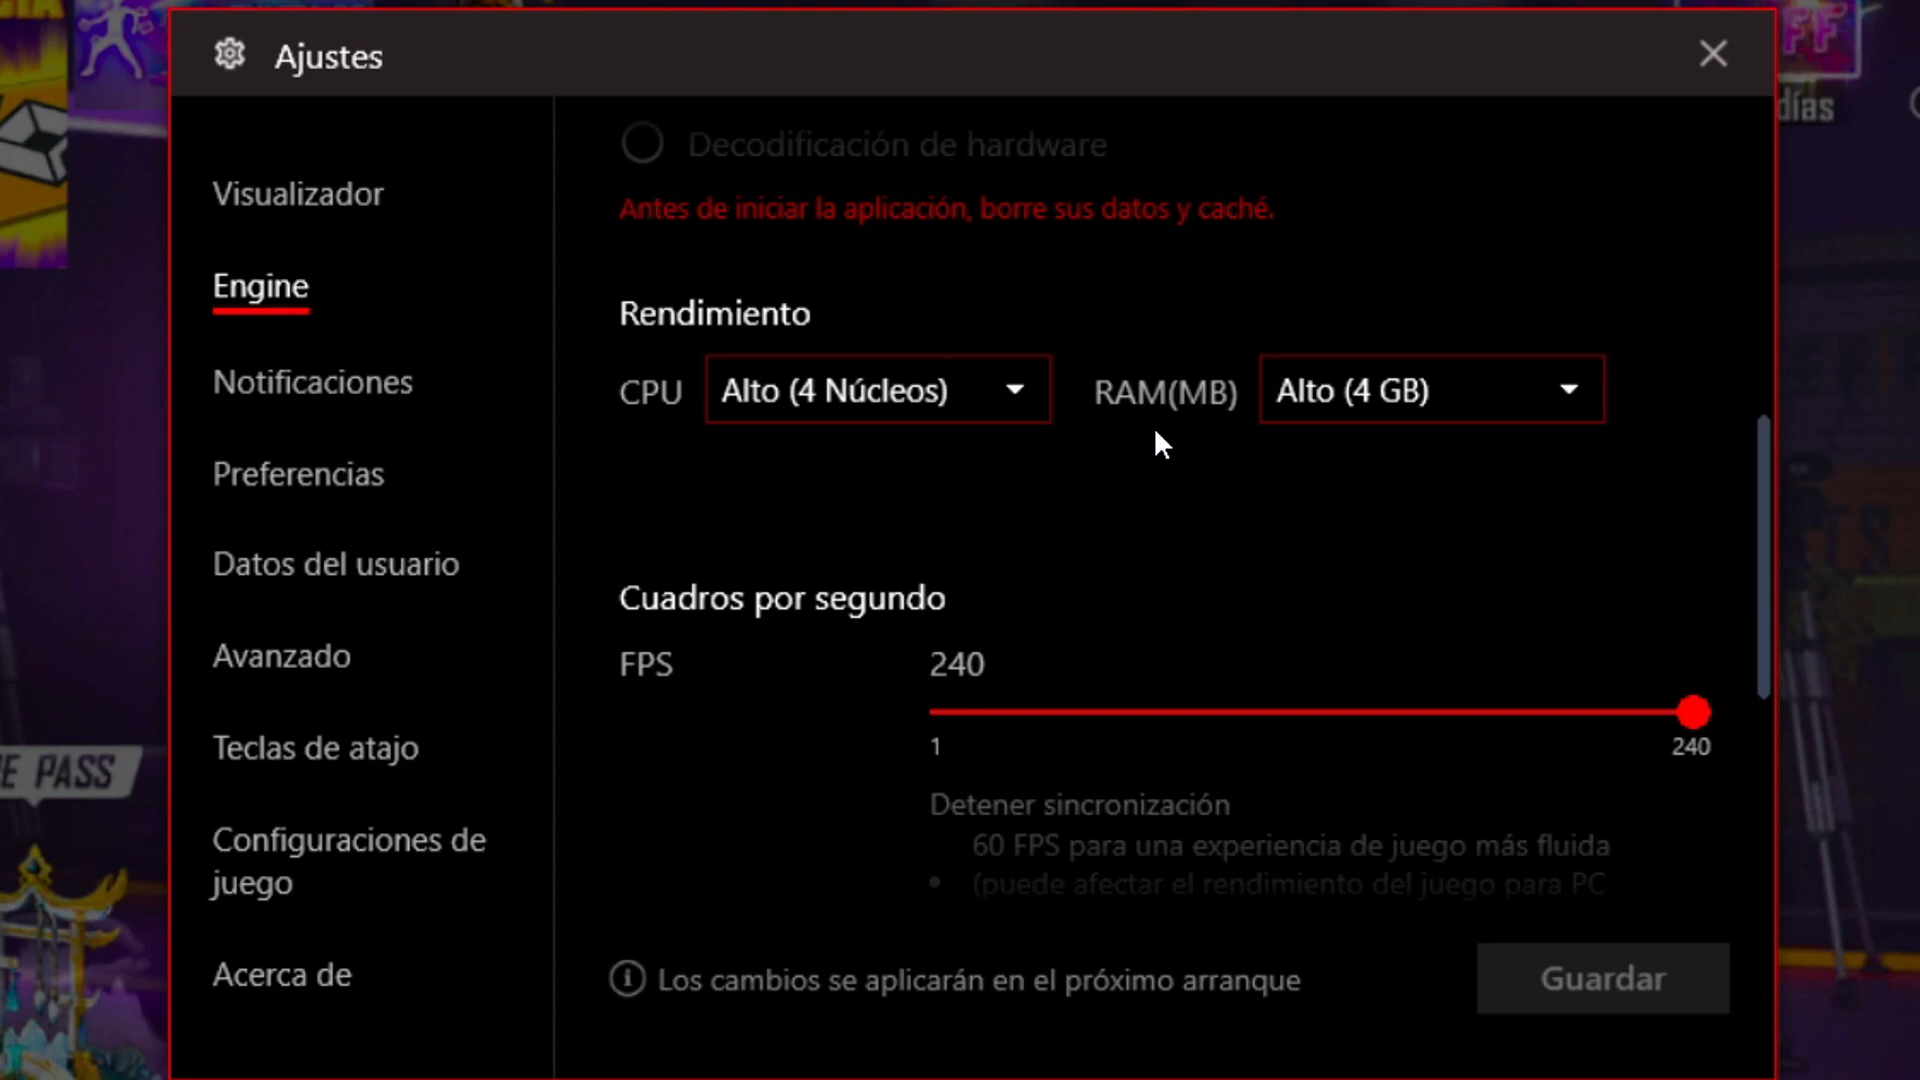 FF
Ajustes
días
Visualizador
Engine
Notificaciones
Preferencias
Datos del usuario
Avanzado
Teclas de atajo
Configuraciones de
juego
Acerca de
Decodificación de hardware
Antes de iniciar la aplicación, borre sus datos y caché.
Rendimiento
CPU Alto (4 Núcleos) RAM(MB) Alto (4 GB)
Cuadros por segundo
FPS 240
1 240
Detener sincronización
60 FPS para una experiencia de juego más fluida
• (puede afectar el rendimiento del juego para PC
Los cambios se aplicarán en el próximo arranque
Guardar
E PASS